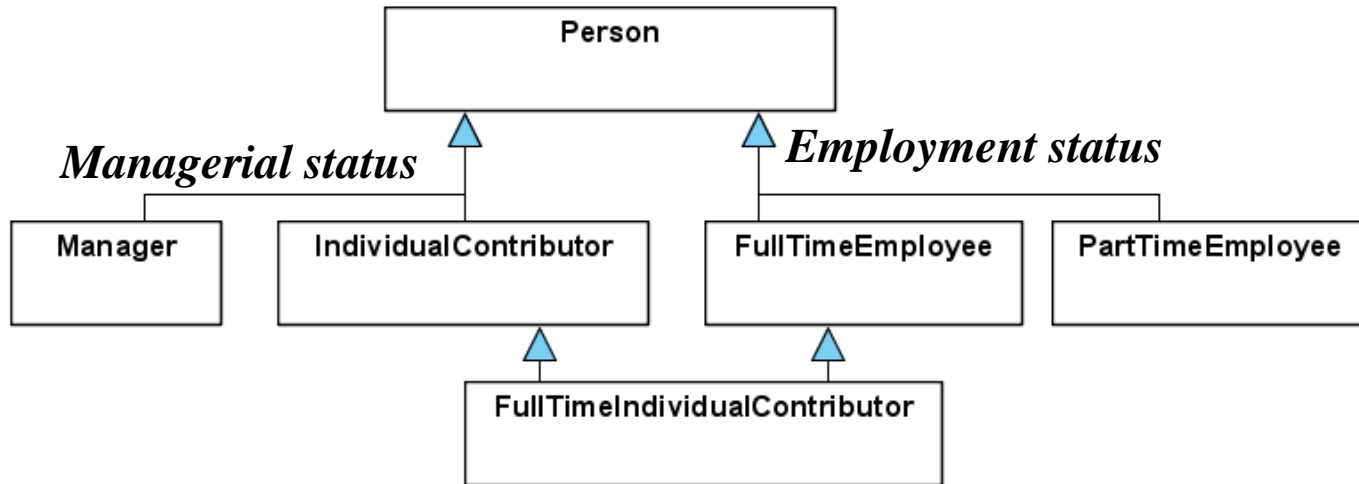 Person
Managerial status
Employment status
Manager
IndividualContributor
FullTimeEmployee
PartTimeEmployee
FullTimeIndividualContributor